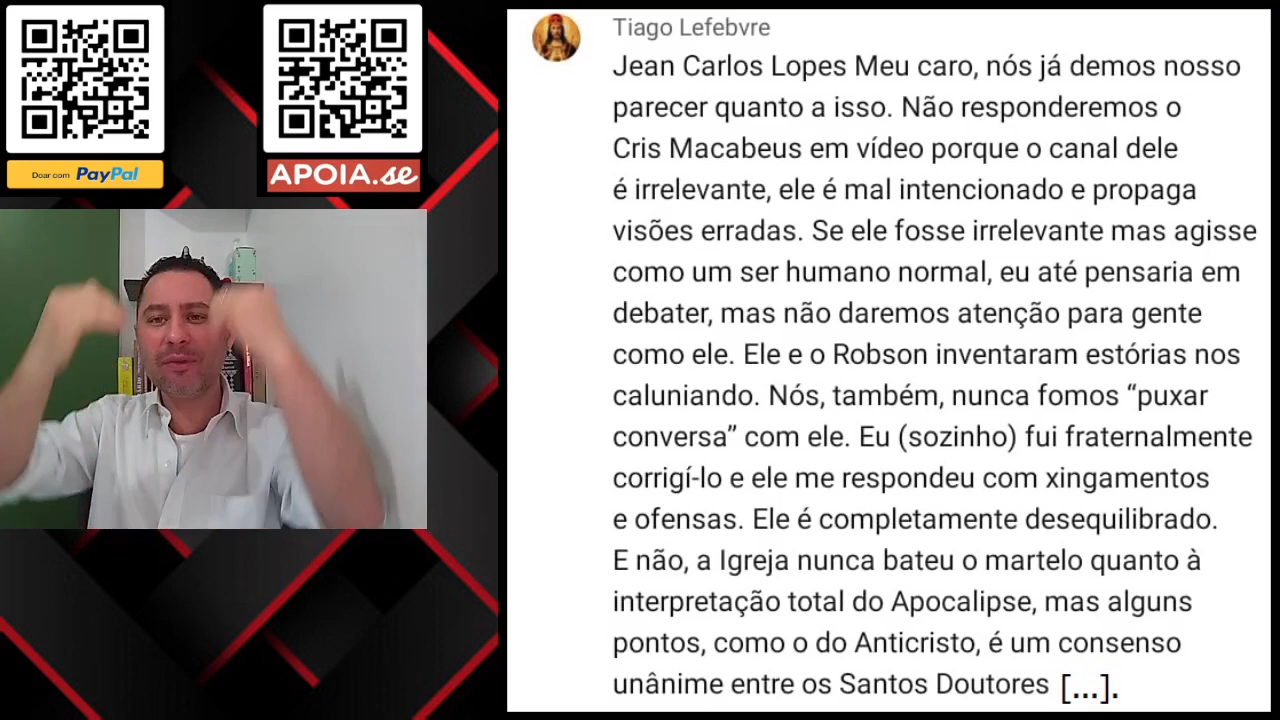 Doar com PayPal
APOIA.se
Tiago Lefebvre
Jean Carlos Lopes Meu caro, nós já demos nosso
parecer quanto a isso. Não responderemos o
Cris Macabeus em vídeo porque o canal dele
é irrelevante, ele é mal intencionado e propaga
visões erradas. Se ele fosse irrelevante mas agisse
como um ser humano normal, eu até pensaria em
debater, mas não daremos atenção para gente
como ele. Ele e o Robson inventaram estórias nos
caluniando. Nós, também, nunca fomos “puxar
conversa” com ele. Eu (sozinho) fui fraternalmente
corrigí-lo e ele me respondeu com xingamentos
e ofensas. Ele é completamente desequilibrado.
E não, a Igreja nunca bateu o martelo quanto à
interpretação total do Apocalipse, mas alguns
pontos, como o do Anticristo, é um consenso
unânime entre os Santos Doutores [...].